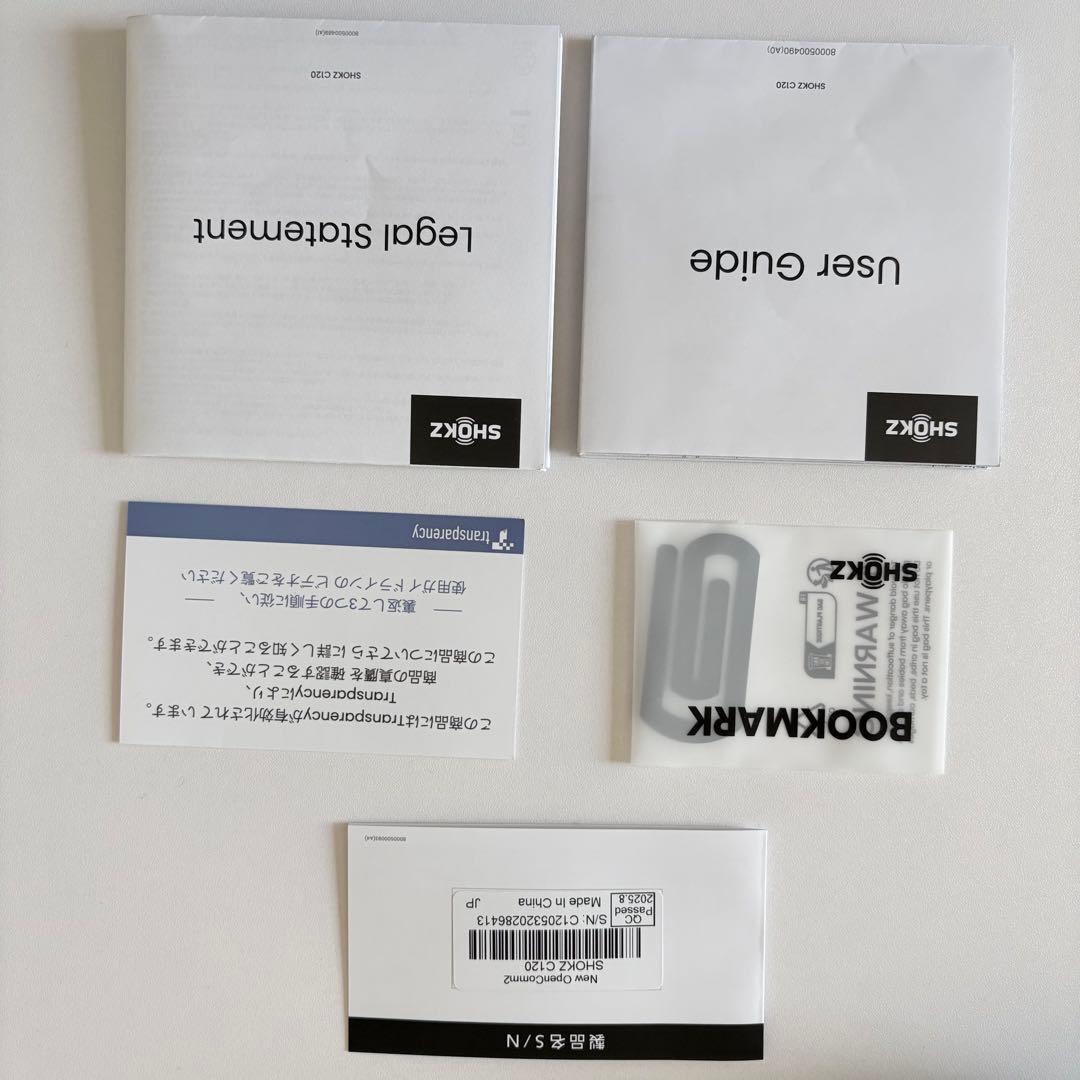 8000500489(A1)
SHOKZ C120
Legal Statement
SHOKZ
8000500490(A0)
SHOKZ C120
User Guide
SHOKZ
この商品にはTransparencyが有効化されています。
Transparencyにより、
商品の真贋を確認することができ、
この商品についてさらに詳しく知ることができます。
裏返して3つの手順に従い、
使用ガイドラインのビデオをご覧ください
transparency
BOOKMARK
SHOKZ
WARNIN
製品名 S/N
New OpenComm2
SHOKZ C120
S/N: C1205320286413
Made In China
JP
QC
Passed
2025.8